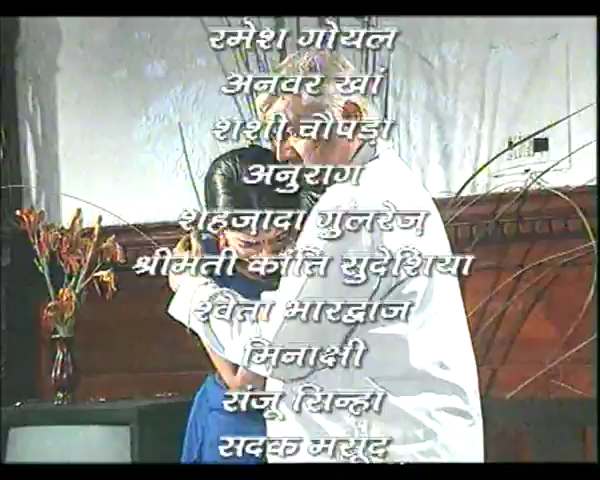 रमेश गोयल
अनवर खाँ
शशी चौपड़ा
अनुराग
शहज़ादा गुलरेज़
श्रीमती काँति सुदेशिया
श्वेता भारद्वाज
मिनाक्षी
संजू सिन्हा
सदक मसूद